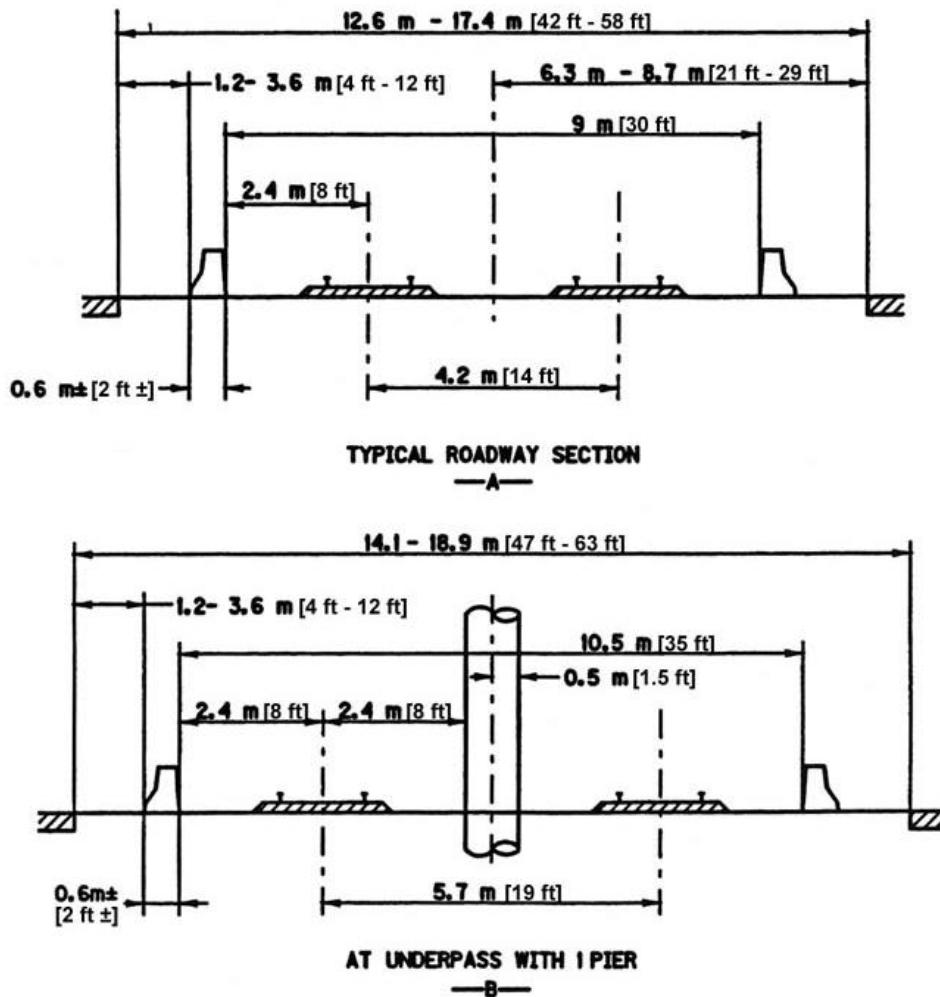 12.6 m - 17.4 m [42 ft - 58 ft]
1.2- 3.6 m [4 ft - 12 ft]
6.3 m - 8.7 m [21 ft - 29 ft]
9 m [30 ft]
2.4 m [8 ft]
4.2 m [14 ft]
0.6 m± [2 ft ±]
TYPICAL ROADWAY SECTION
—A—
14.1 - 18.9 m [47 ft - 63 ft]
1.2- 3.6 m [4 ft - 12 ft]
10.5 m [35 ft]
0.5 m [1.5 ft]
2.4 m [8 ft]
2.4 m [8 ft]
0.6m±
[2 ft ±]
5.7 m [19 ft]
AT UNDERPASS WITH 1 PIER
—B—